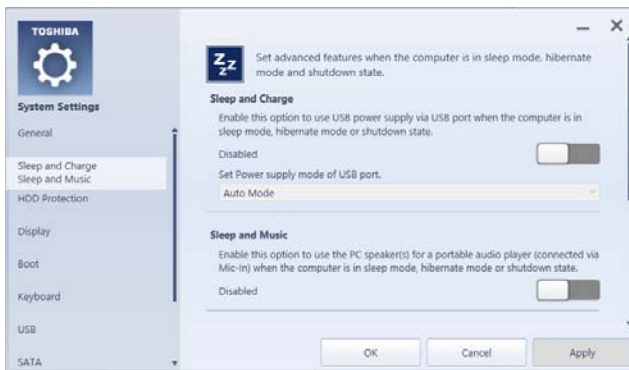 TOSHIBA
System Settings
General
Sleep and Charge
Sleep and Music
HDD Protection
Display
Boot
Keyboard
USB
SATA
Set advanced features when the computer is in sleep mode, hibernate
mode and shutdown state.
Sleep and Charge
Enable this option to use USB power supply via USB port when the computer is in
sleep mode, hibernate mode or shutdown state.
Disabled
Set Power supply mode of USB port.
Auto Mode
Sleep and Music
Enable this option to use the PC speaker(s) for a portable audio player (connected via
Mic-In) when the computer is in sleep mode, hibernate mode or shutdown state.
Disabled
OK
Cancel
Apply